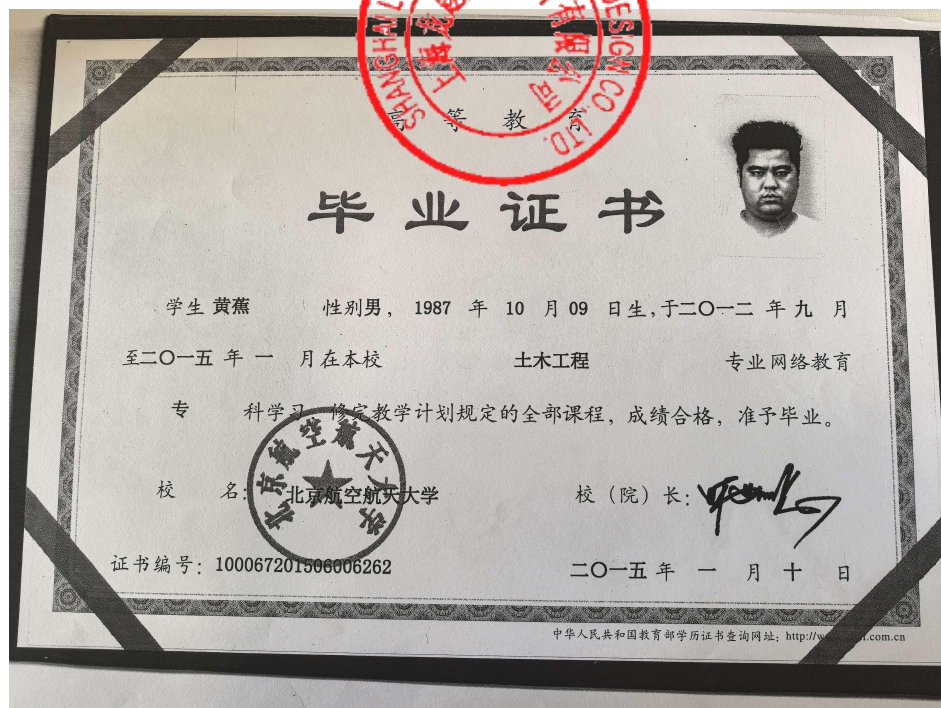 SHANGHAI L
DESIGN CO.,LTD.
上海龙
有限公司
高等教育
毕业证书
学生 黄蕉 性别男，1987 年 10 月 09 日生，于二〇一二 年 九 月
至二〇一五 年 一 月在本校 土木工程 专业网络教育
专 科学习，修完教学计划规定的全部课程，成绩合格，准予毕业。
校 名：北京航空航天大学 校（院）长：
北京航空航天大学
证书编号：100067201506006262 二〇一五 年 一 月 十 日
中华人民共和国教育部学历证书查询网址：http://w .com.cn